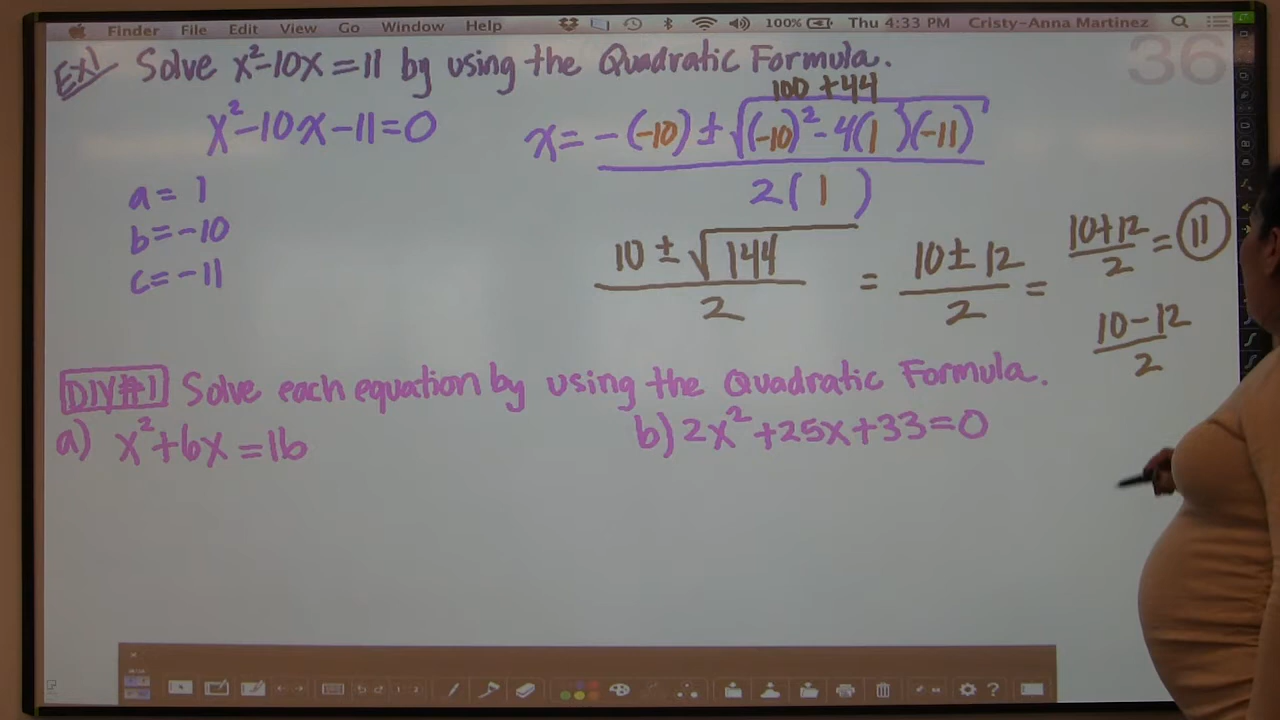 Finder File Edit View Go Window Help 100% Thu 4:33 PM Cristy-Anna Martinez
36
Ex1 Solve x²-10x=11 by using the Quadratic Formula.
100 +44
x²-10x-11=0
x= -(-10) ± √(-10)²-4(1)(-11)
2(1)
a= 1
b=-10
c=-11
10 ± √144 / 2 = 10 ± 12 / 2 =
10+12 / 2 = 11
10-12 / 2
DIY#1 Solve each equation by using the Quadratic Formula.
a) x²+6x=16
b) 2x²+25x+33=0